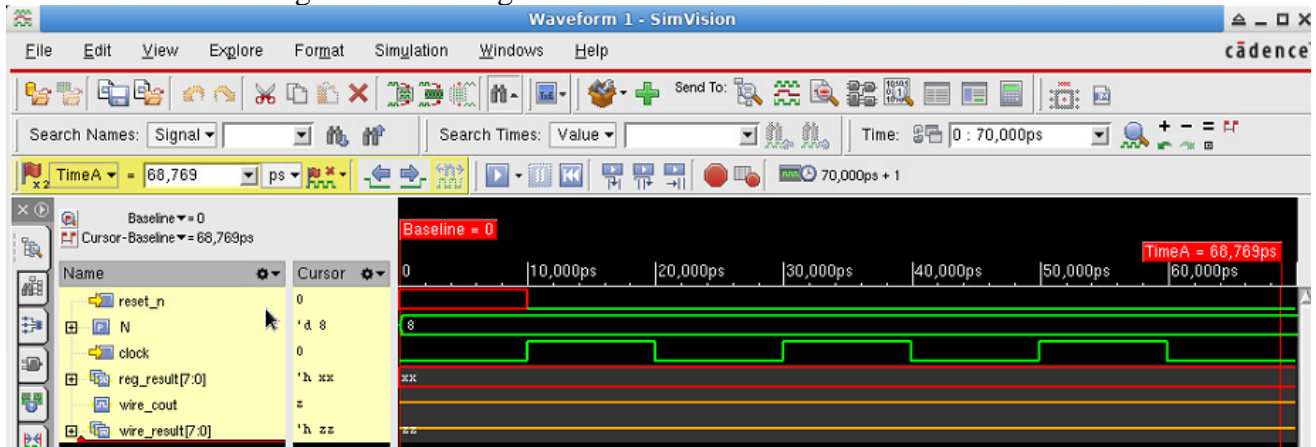 Waveform 1 - SimVision
File Edit View Explore Format Simulation Windows Help cādence
Send To:
Search Names: Signal Search Times: Value Time: 0 : 70,000ps
x2 TimeA = 68,769 ps 70,000ps + 1
Baseline = 0
Cursor-Baseline = 68,769ps
Baseline = 0
TimeA = 68,769ps
Name Cursor 0 10,000ps 20,000ps 30,000ps 40,000ps 50,000ps 60,000ps
reset_n 0
N 'd 8 8
clock 0
reg_result[7:0] 'h xx xx
wire_cout z
wire_result[7:0] 'h zz zz